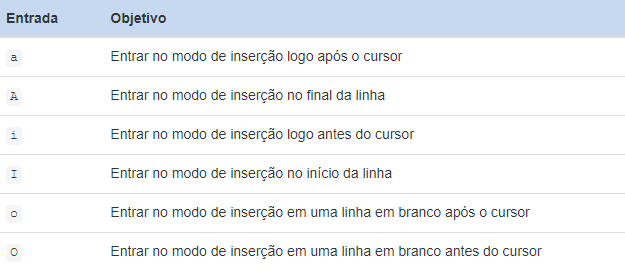 Entrada Objetivo
a Entrar no modo de inserção logo após o cursor
A Entrar no modo de inserção no final da linha
i Entrar no modo de inserção logo antes do cursor
I Entrar no modo de inserção no início da linha
o Entrar no modo de inserção em uma linha em branco após o cursor
O Entrar no modo de inserção em uma linha em branco antes do cursor